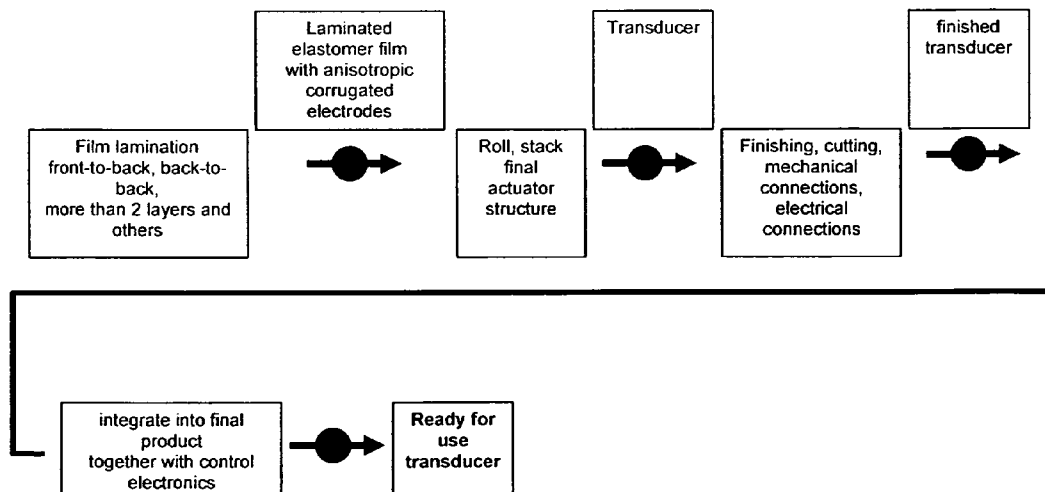 Laminated
elastomer film
with anisotropic
corrugated
electrodes
Transducer
finished
transducer
Film lamination
front-to-back, back-to-
back,
more than 2 layers and
others
Roll, stack
final
actuator
structure
Finishing, cutting,
mechanical
connections,
electrical
connections
integrate into final
product
together with control
electronics
Ready for
use
transducer